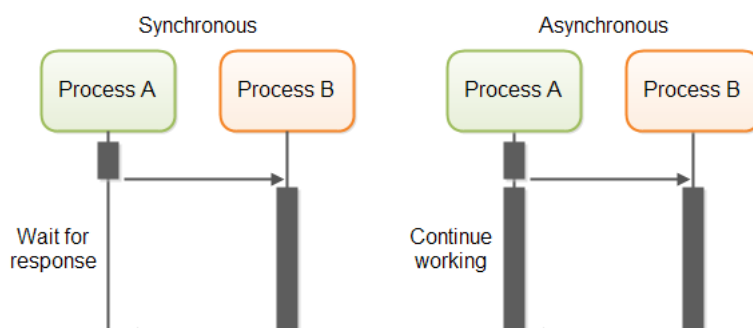 Synchronous
Asynchronous
Process A
Process B
Process A
Process B
Wait for
response
Continue
working